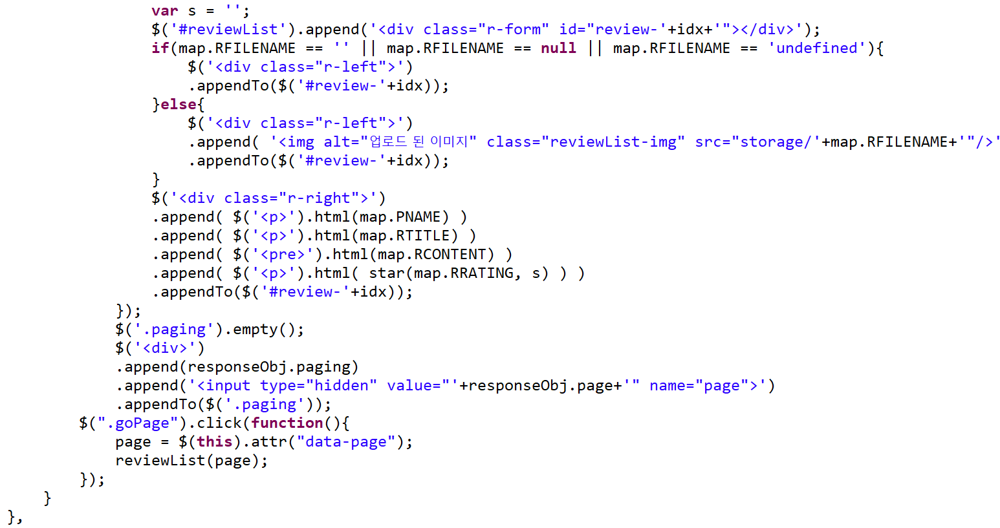 var s = '';
$('#reviewList').append('<div class="r-form" id="review-'+idx+'"></div>');
if(map.RFILENAME == '' || map.RFILENAME == null || map.RFILENAME == 'undefined'){
$('<div class="r-left">')
.appendTo($('#review-'+idx));
}else{
$('<div class="r-left">')
.append( '<img alt="업로드 된 이미지" class="reviewList-img" src="storage/'+map.RFILENAME+'"/>'
.appendTo($('#review-'+idx));
}
$('<div class="r-right">')
.append( $('<p>').html(map.PNAME) )
.append( $('<p>').html(map.RTITLE) )
.append( $('<pre>').html(map.RCONTENT) )
.append( $('<p>').html( star(map.RRATING, s) ) )
.appendTo($('#review-'+idx));
});
$('.paging').empty();
$('<div>')
.append(responseObj.paging)
.append('<input type="hidden" value="'+responseObj.page+'" name="page">')
.appendTo($('.paging'));
$(".goPage").click(function(){
page = $(this).attr("data-page");
reviewList(page);
});
}
},